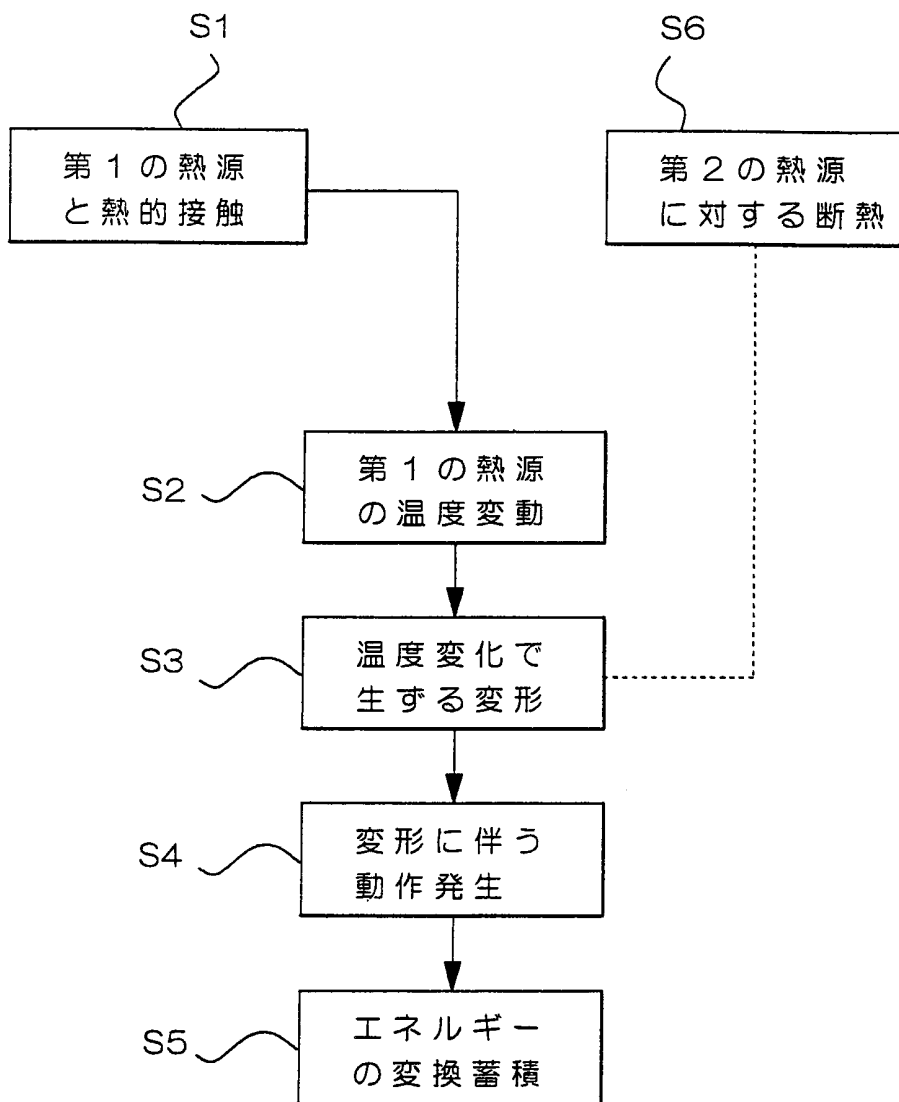 S1
S6
第1の熱源
と熱的接触
第2の熱源
に対する断熱
S2
第1の熱源
の温度変動
S3
温度変化で
生ずる変形
S4
変形に伴う
動作発生
S5
エネルギー
の変換蓄積